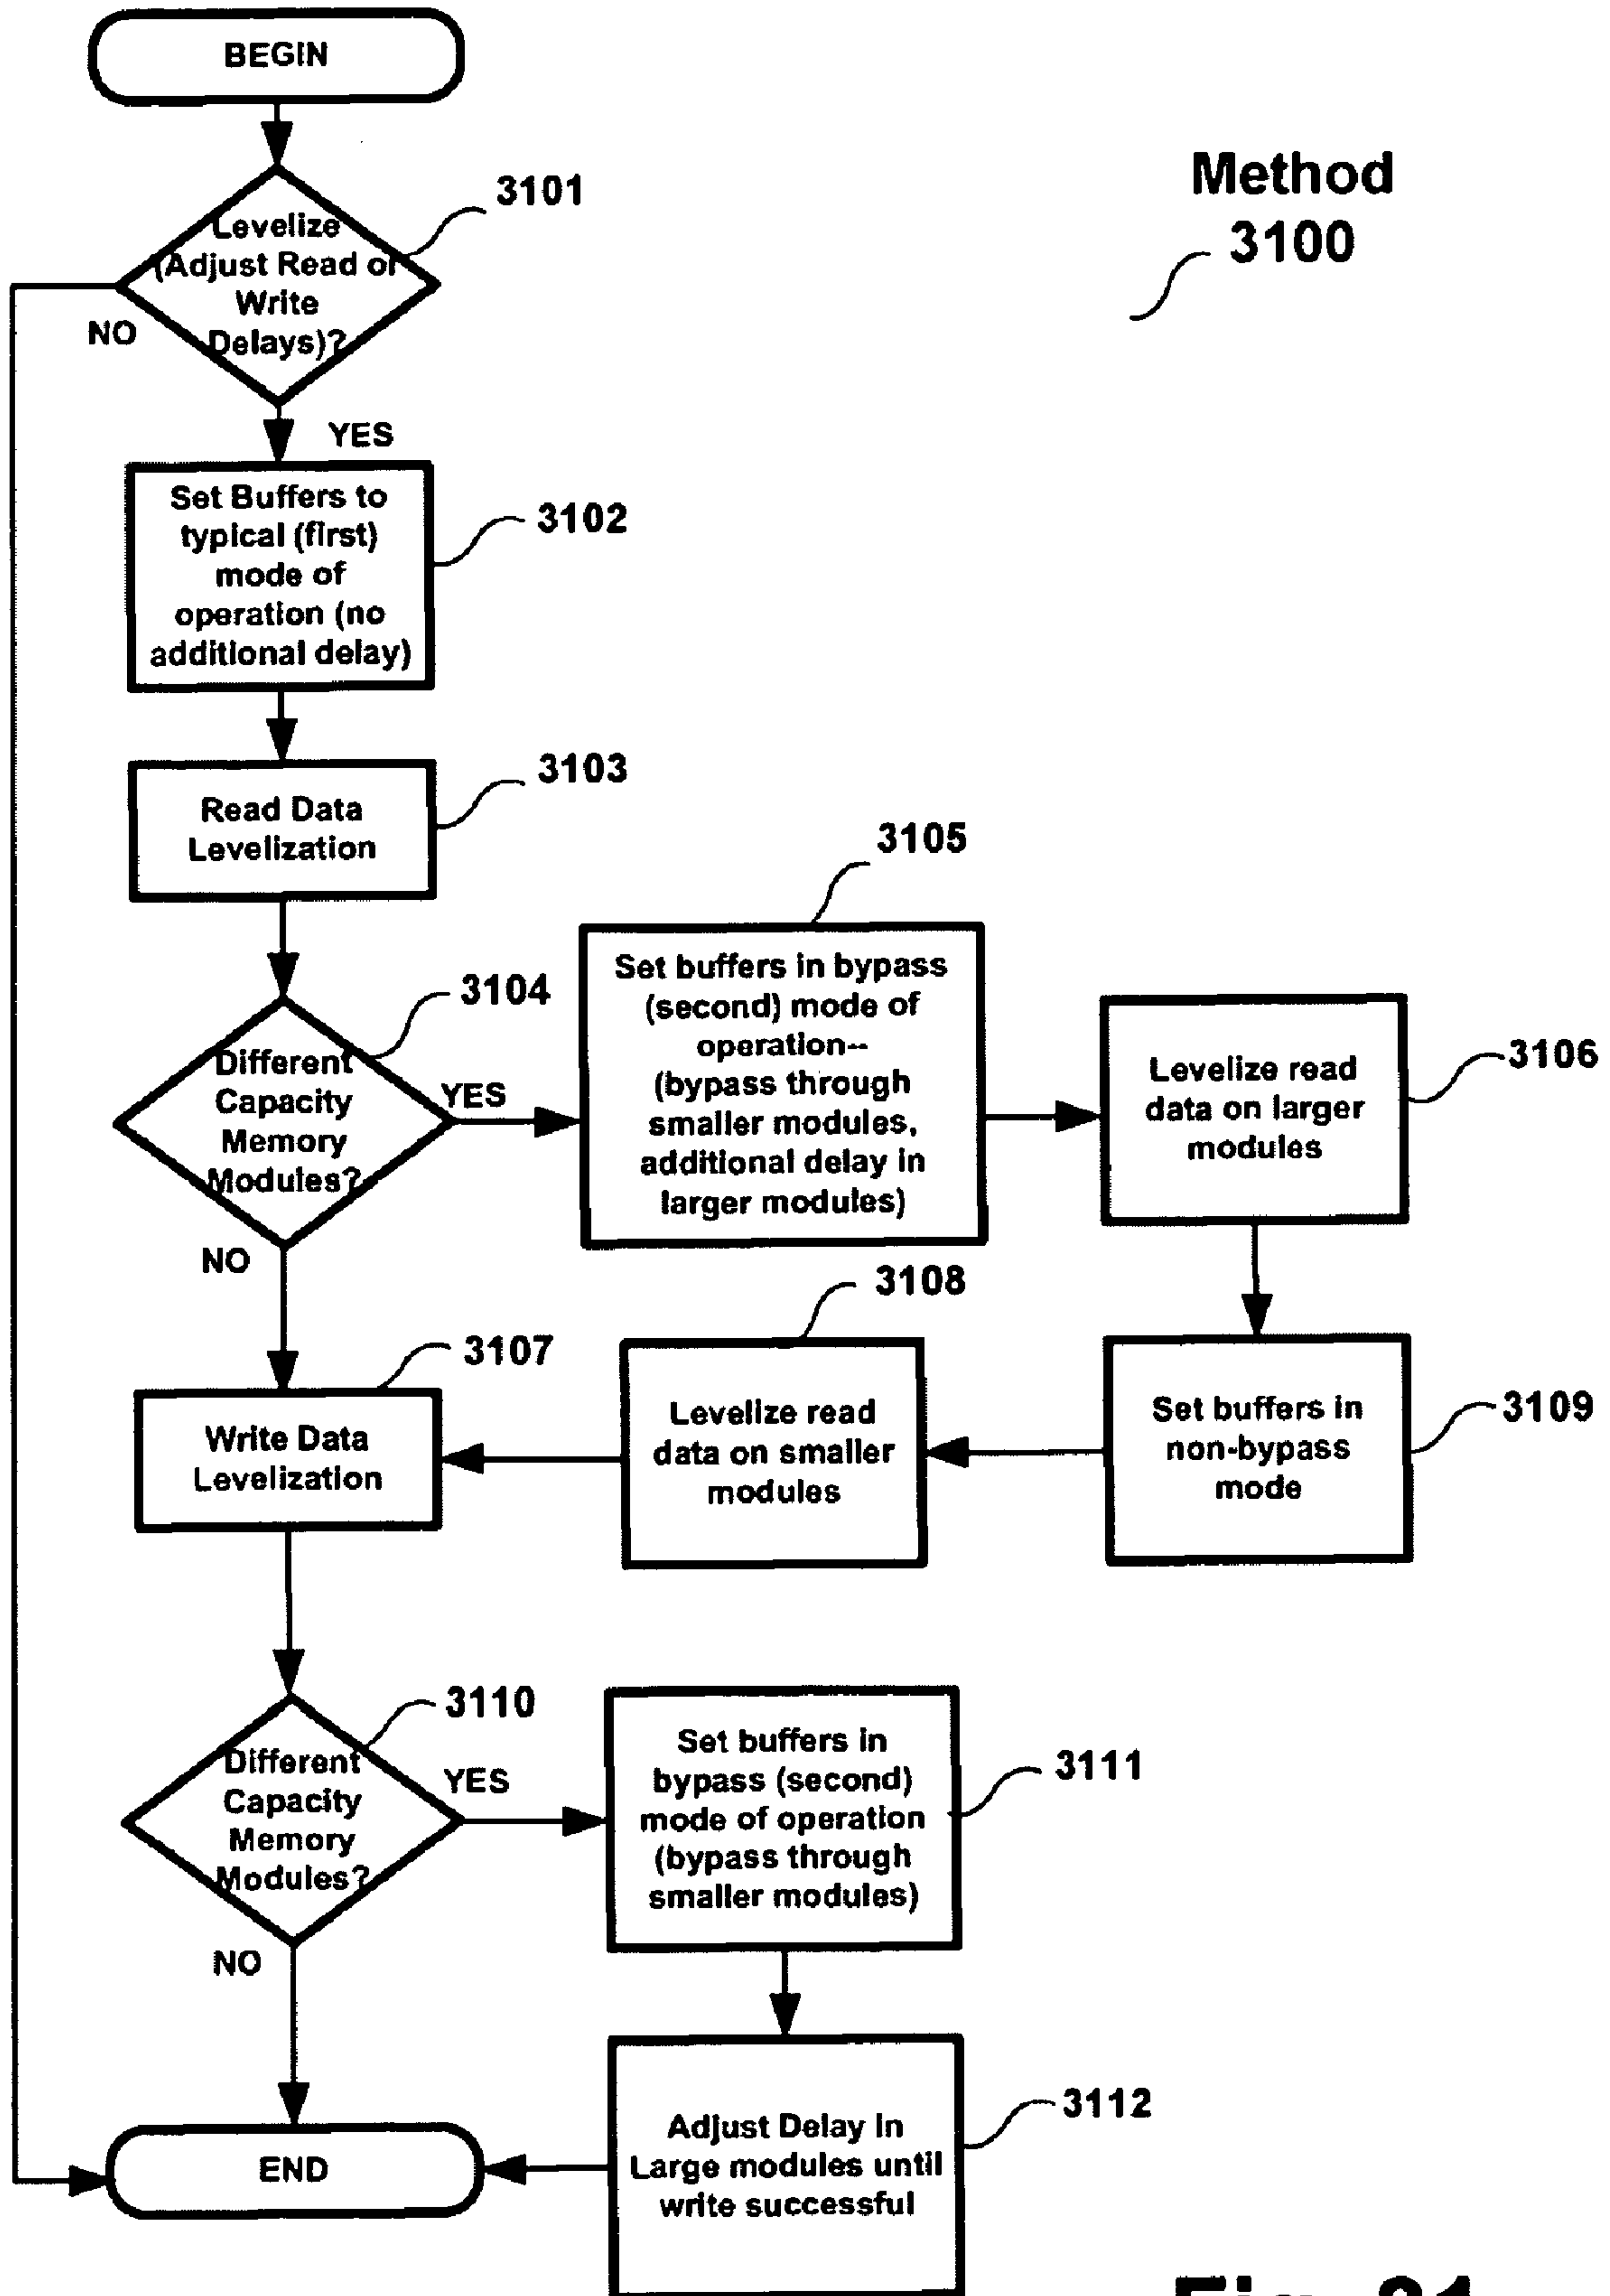 BEGIN
Method
3100
3101
Levelize
(Adjust Read or
Write
Delays)?
NO
YES
Set Buffers to
typical (first)
mode of
operation (no
additional delay)
3102
Read Data
Levelization
3103
Different
Capacity
Memory
Modules?
3104
YES
NO
3105
Set buffers in bypass
(second) mode of
operation--
(bypass through
smaller modules,
additional delay in
larger modules)
Levelize read
data on larger
modules
3106
Set buffers in
non-bypass
mode
3109
3108
Levelize read
data on smaller
modules
3107
Write Data
Levelization
3110
Different
Capacity
Memory
Modules?
YES
NO
Set buffers in
bypass (second)
mode of operation
(bypass through
smaller modules)
3111
Adjust Delay in
Large modules until
write successful
3112
END